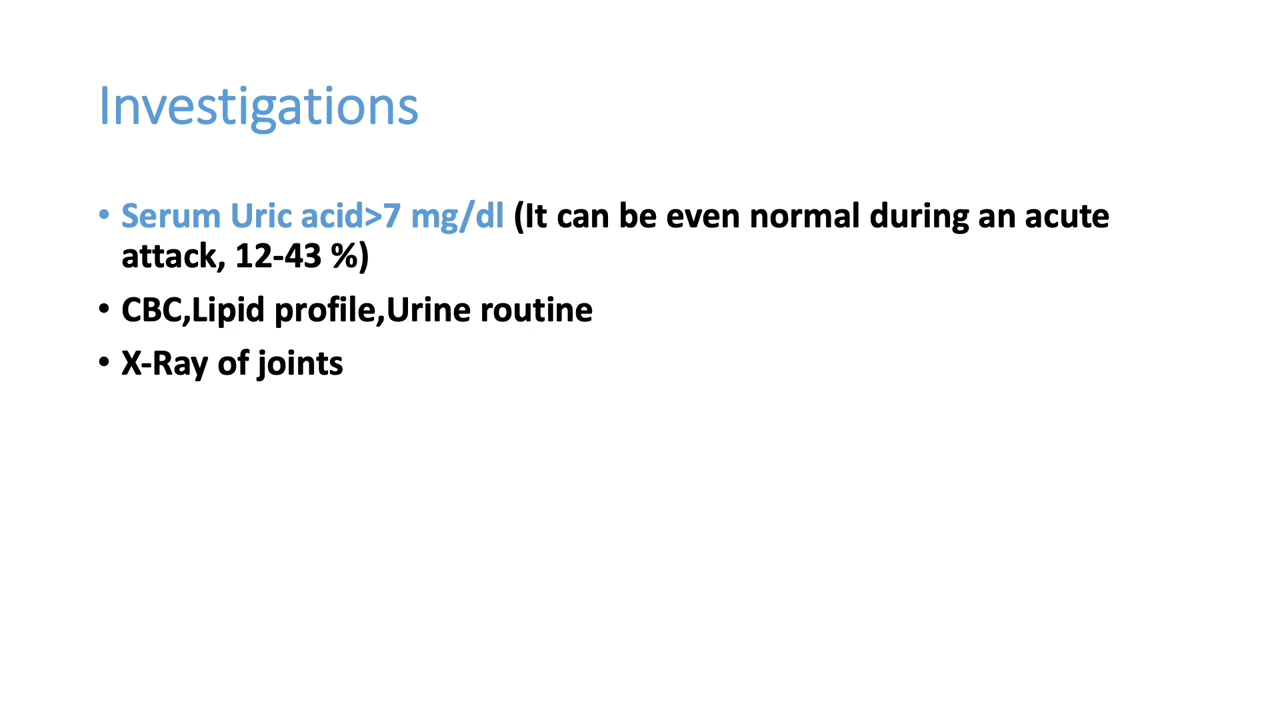 Investigations
• Serum Uric acid>7 mg/dl (It can be even normal during an acute
attack, 12-43 %)
• CBC,Lipid profile,Urine routine
• X-Ray of joints